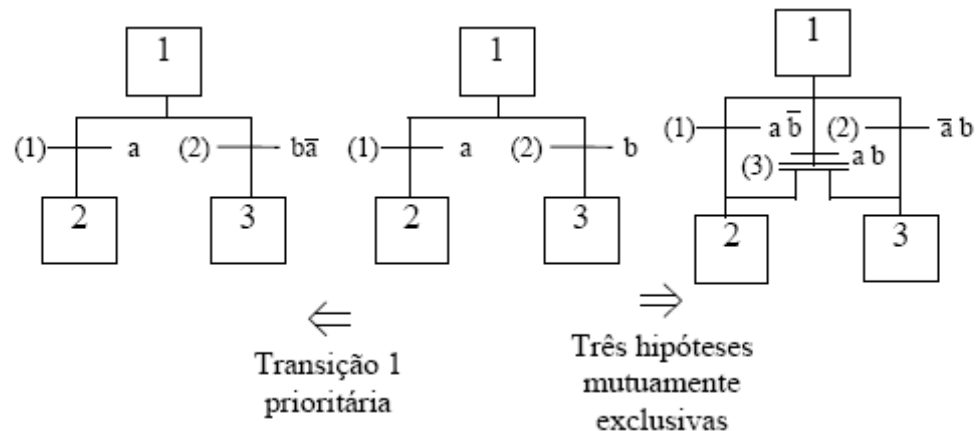 1
(1) a (2) bā
2 3
1
(1) a (2) b
2 3
1
(1) a b̅ (2) ā b
(3) a b
2 3
⇐
Transição 1
prioritária
⇒
Três hipóteses
mutuamente
exclusivas